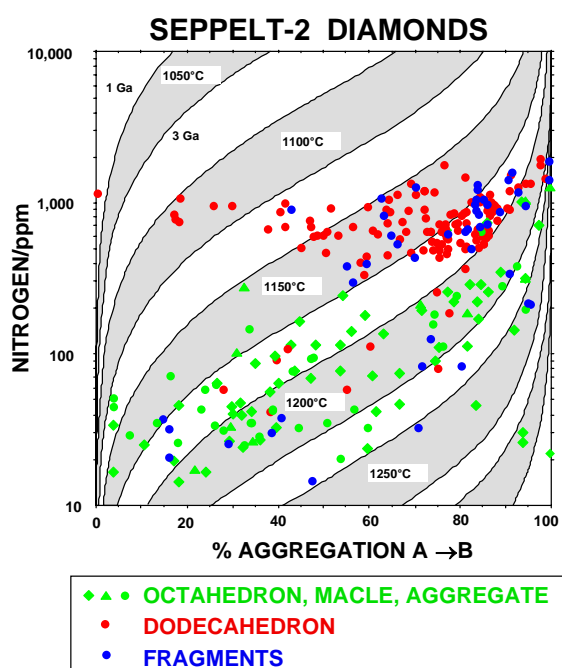 SEPPELT-2 DIAMONDS
10,000
1 Ga
1050°C
3 Ga
1100°C
1,000
NITROGEN/ppm
1150°C
100
1200°C
1250°C
10
0 20 40 60 80 100
% AGGREGATION A →B
OCTAHEDRON, MACLE, AGGREGATE
DODECAHEDRON
FRAGMENTS